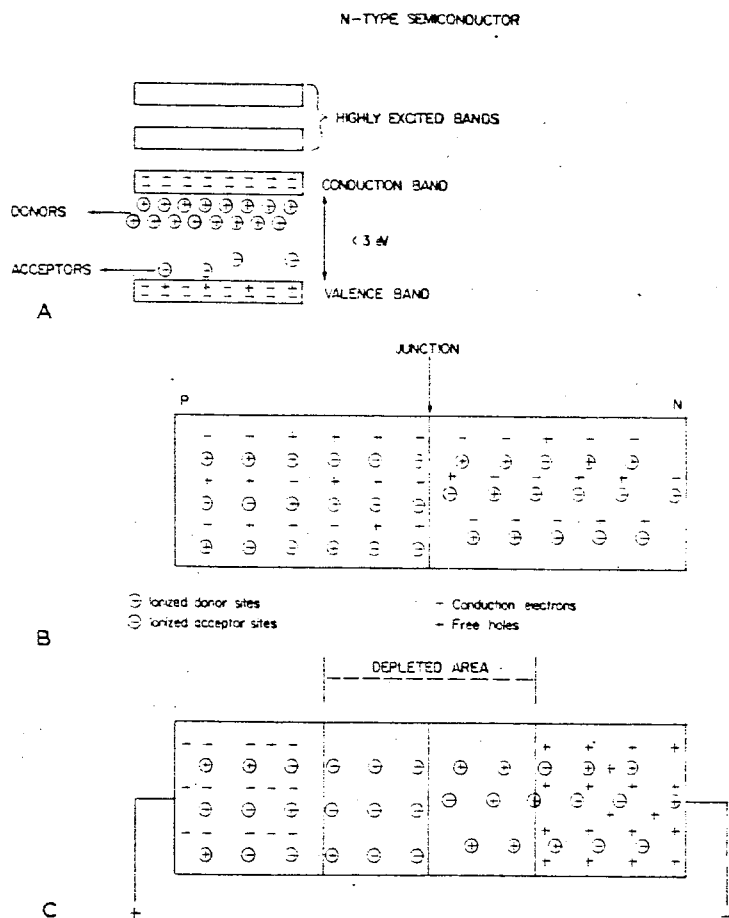 N-TYPE SEMICONDUCTOR
HIGHLY EXCITED BANDS
CONDUCTION BAND
DONORS
< 3 eV
ACCEPTORS
VALENCE BAND
A
JUNCTION
P
N
⊖ Ionized donor sites
- Conduction electrons
⊖ Ionized acceptor sites
+ Free holes
B
DEPLETED AREA
C
+
-